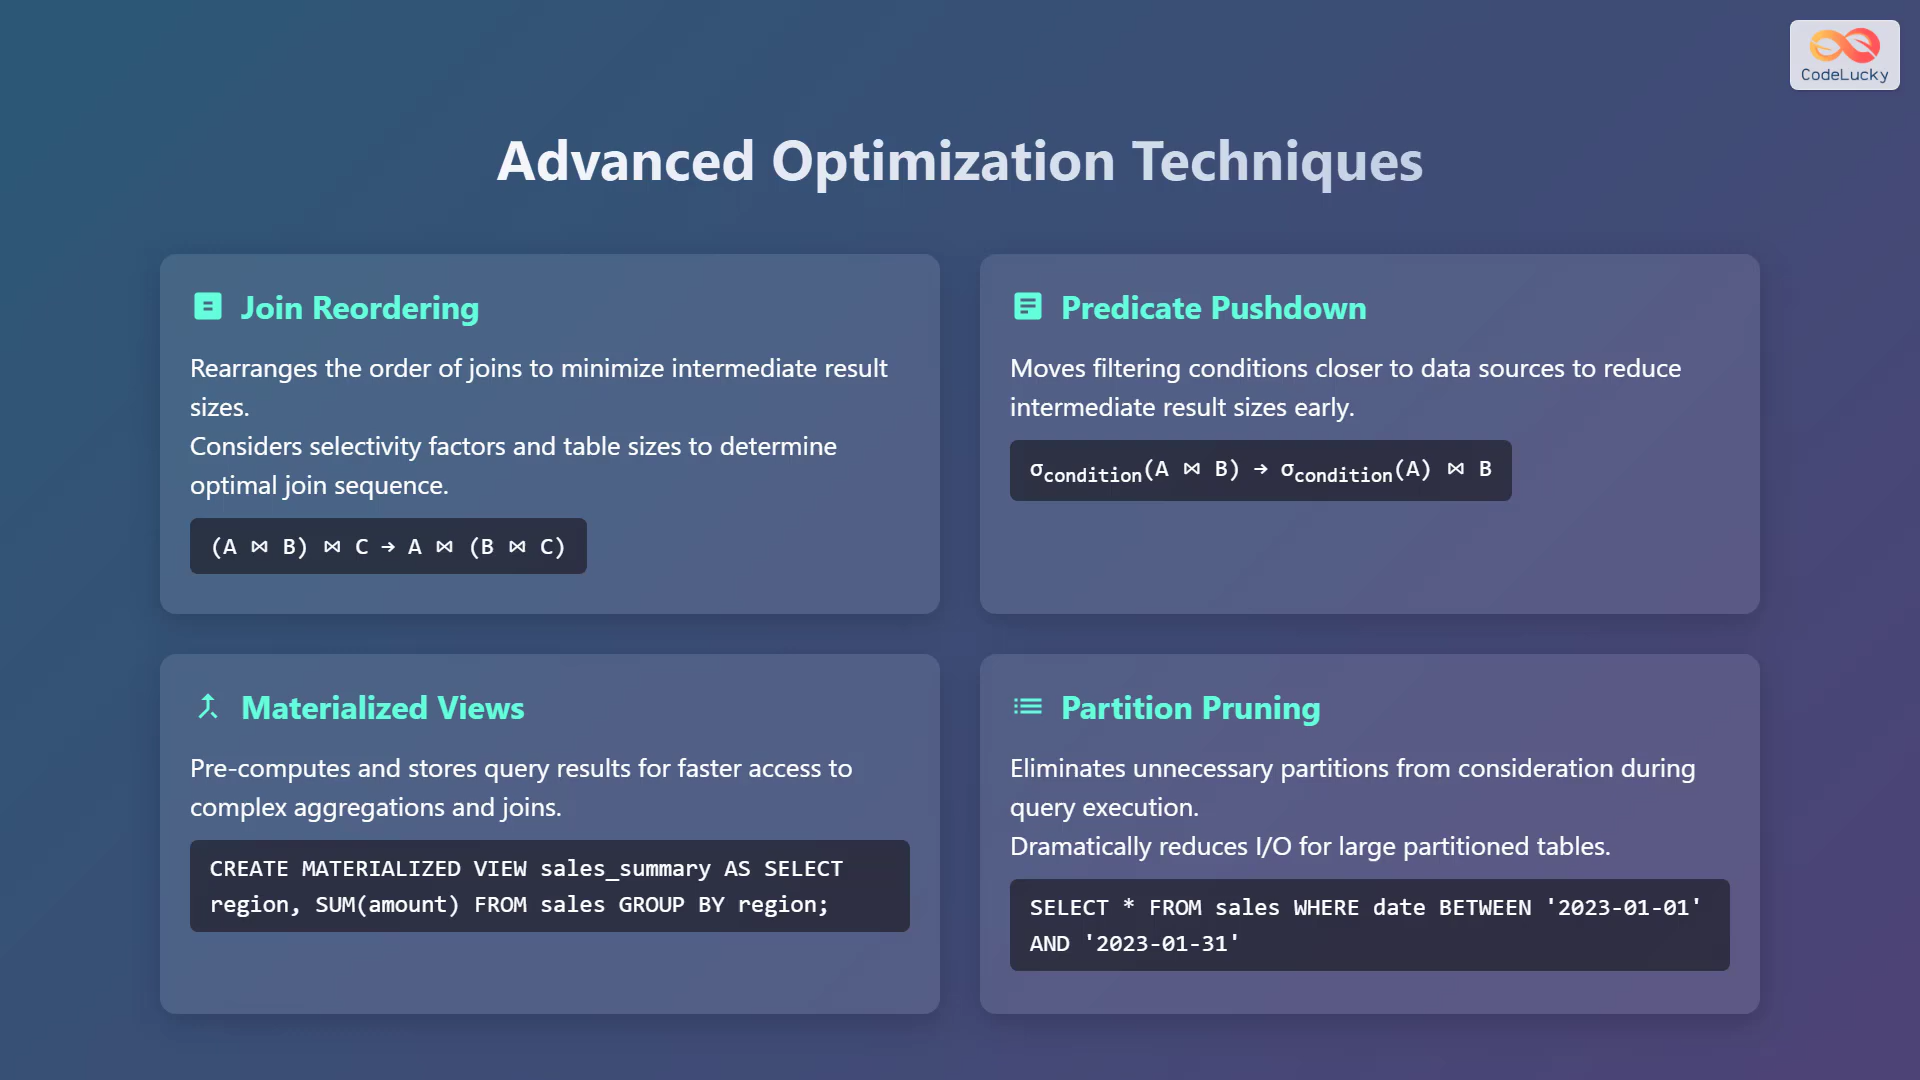 CodeLucky
Advanced Optimization Techniques
Join Reordering
Rearranges the order of joins to minimize intermediate result
sizes.
Considers selectivity factors and table sizes to determine
optimal join sequence.
(A ⋈ B) ⋈ C → A ⋈ (B ⋈ C)
Predicate Pushdown
Moves filtering conditions closer to data sources to reduce
intermediate result sizes early.
σcondition(A ⋈ B) → σcondition(A) ⋈ B
Materialized Views
Pre-computes and stores query results for faster access to
complex aggregations and joins.
CREATE MATERIALIZED VIEW sales_summary AS SELECT
region, SUM(amount) FROM sales GROUP BY region;
Partition Pruning
Eliminates unnecessary partitions from consideration during
query execution.
Dramatically reduces I/O for large partitioned tables.
SELECT * FROM sales WHERE date BETWEEN '2023-01-01'
AND '2023-01-31'